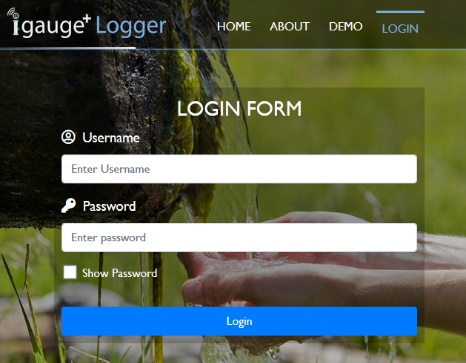 igauge+ Logger
HOME ABOUT DEMO LOGIN
LOGIN FORM
Username
Enter Username
Password
Enter password
Show Password
Login